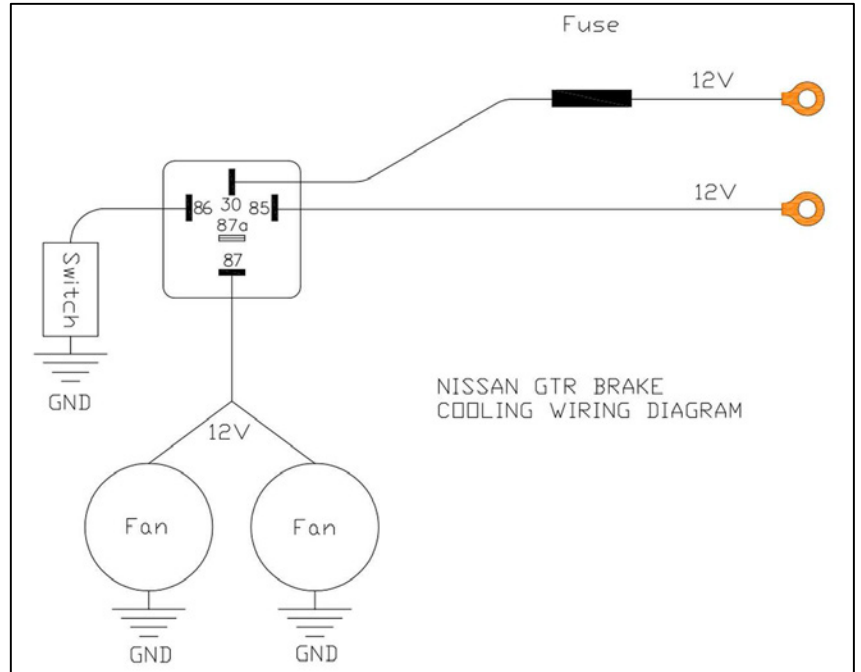 Fuse
12V
12V
86 30 85
87a
87
Switch
GND
NISSAN GTR BRAKE
COOLING WIRING DIAGRAM
12V
Fan
Fan
GND
GND